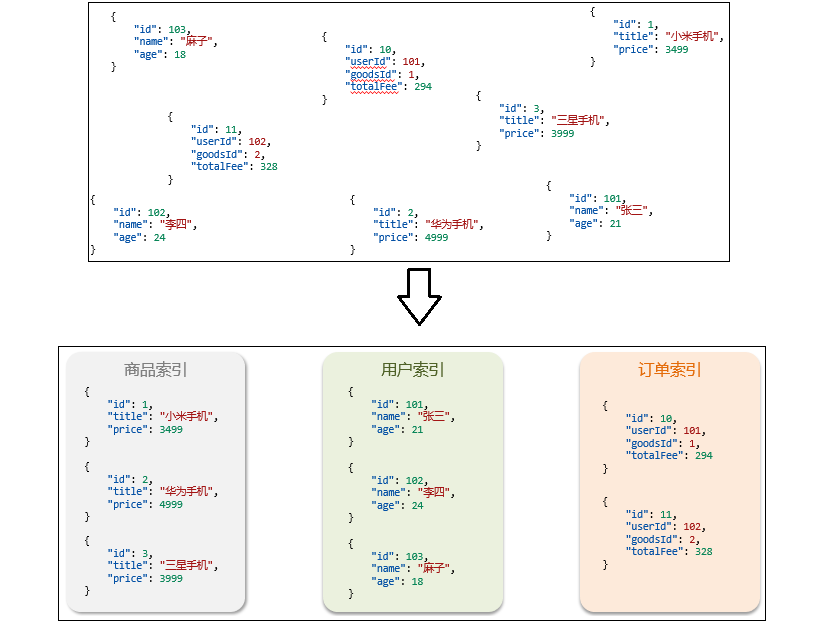 {
"id": 103,
"name": "麻子",
"age": 18
}
{
"id": 10,
"userId": 101,
"goodsId": 1,
"totalFee": 294
}
{
"id": 1,
"title": "小米手机",
"price": 3499
}
{
"id": 11,
"userId": 102,
"goodsId": 2,
"totalFee": 328
}
{
"id": 3,
"title": "三星手机",
"price": 3999
}
{
"id": 102,
"name": "李四",
"age": 24
}
{
"id": 2,
"title": "华为手机",
"price": 4999
}
{
"id": 101,
"name": "张三",
"age": 21
}
商品索引
{
"id": 1,
"title": "小米手机",
"price": 3499
}
{
"id": 2,
"title": "华为手机",
"price": 4999
}
{
"id": 3,
"title": "三星手机",
"price": 3999
}
用户索引
{
"id": 101,
"name": "张三",
"age": 21
}
{
"id": 102,
"name": "李四",
"age": 24
}
{
"id": 103,
"name": "麻子",
"age": 18
}
订单索引
{
"id": 10,
"userId": 101,
"goodsId": 1,
"totalFee": 294
}
{
"id": 11,
"userId": 102,
"goodsId": 2,
"totalFee": 328
}